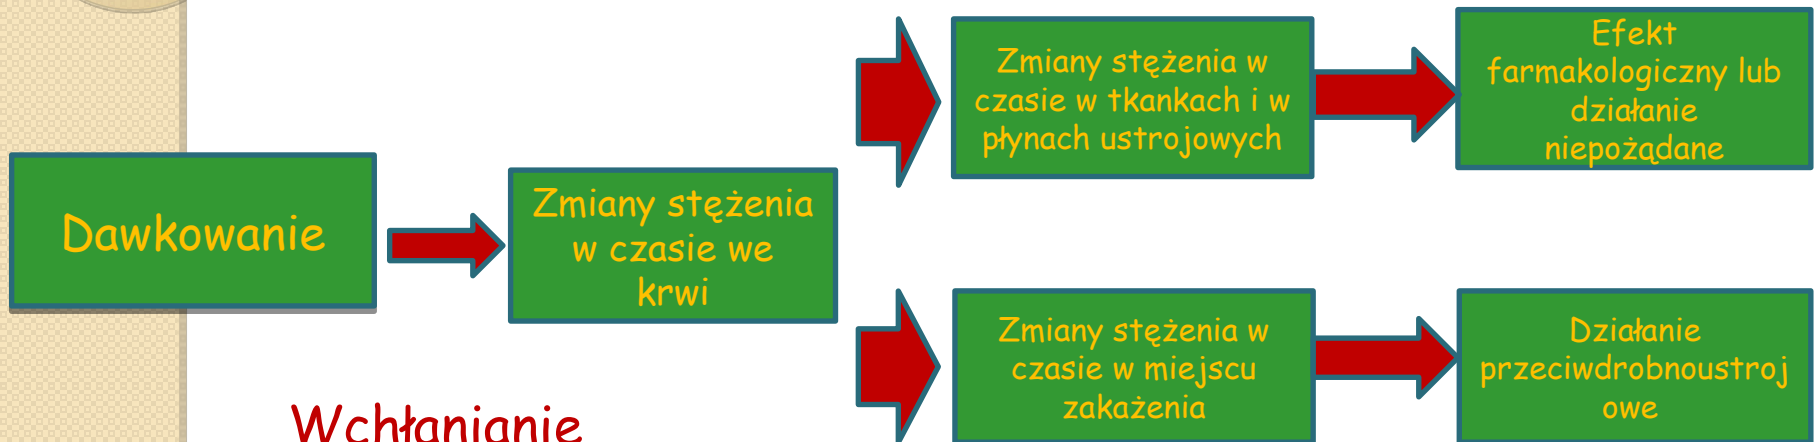 Dawkowanie
Zmiany stężenia
w czasie we
krwi
Zmiany stężenia w
czasie w tkankach i w
płynach ustrojowych
Efekt
farmakologiczny lub
działanie
niepożądane
Zmiany stężenia w
czasie w miejscu
zakażenia
Działanie
przeciwdrobnoustroj
owe
Wchłanianie